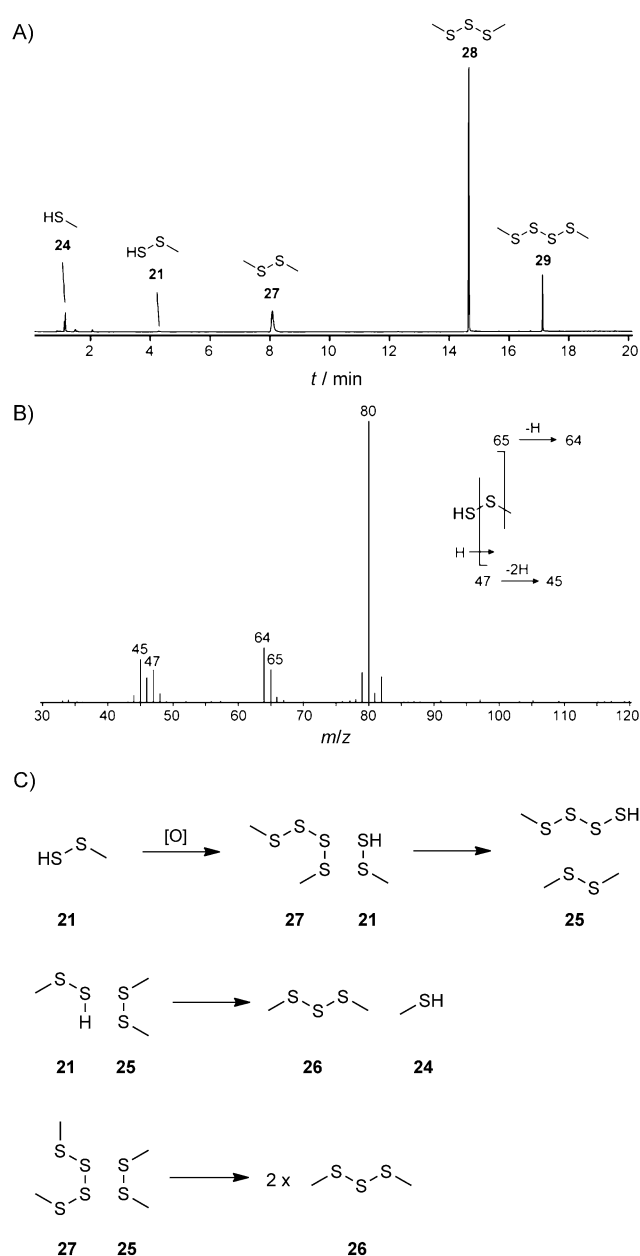 A)
S S S
28
HS
24
HS S
21
S S
27
S S S S
29
2 4 6 8 10 12 14 16 18 20
t / min
B)
80
65 -H 64
HS S
H
47 -2H 45
45
47
64
65
30 40 50 60 70 80 90 100 110 120
m/z
C)
HS S
[O]
S S S S
SH S
S S S SH
S S
21
27
21
25
S S H
S S
S S S
SH
21
25
26
24
S S S S
S S
2 x
S S S
27
25
26